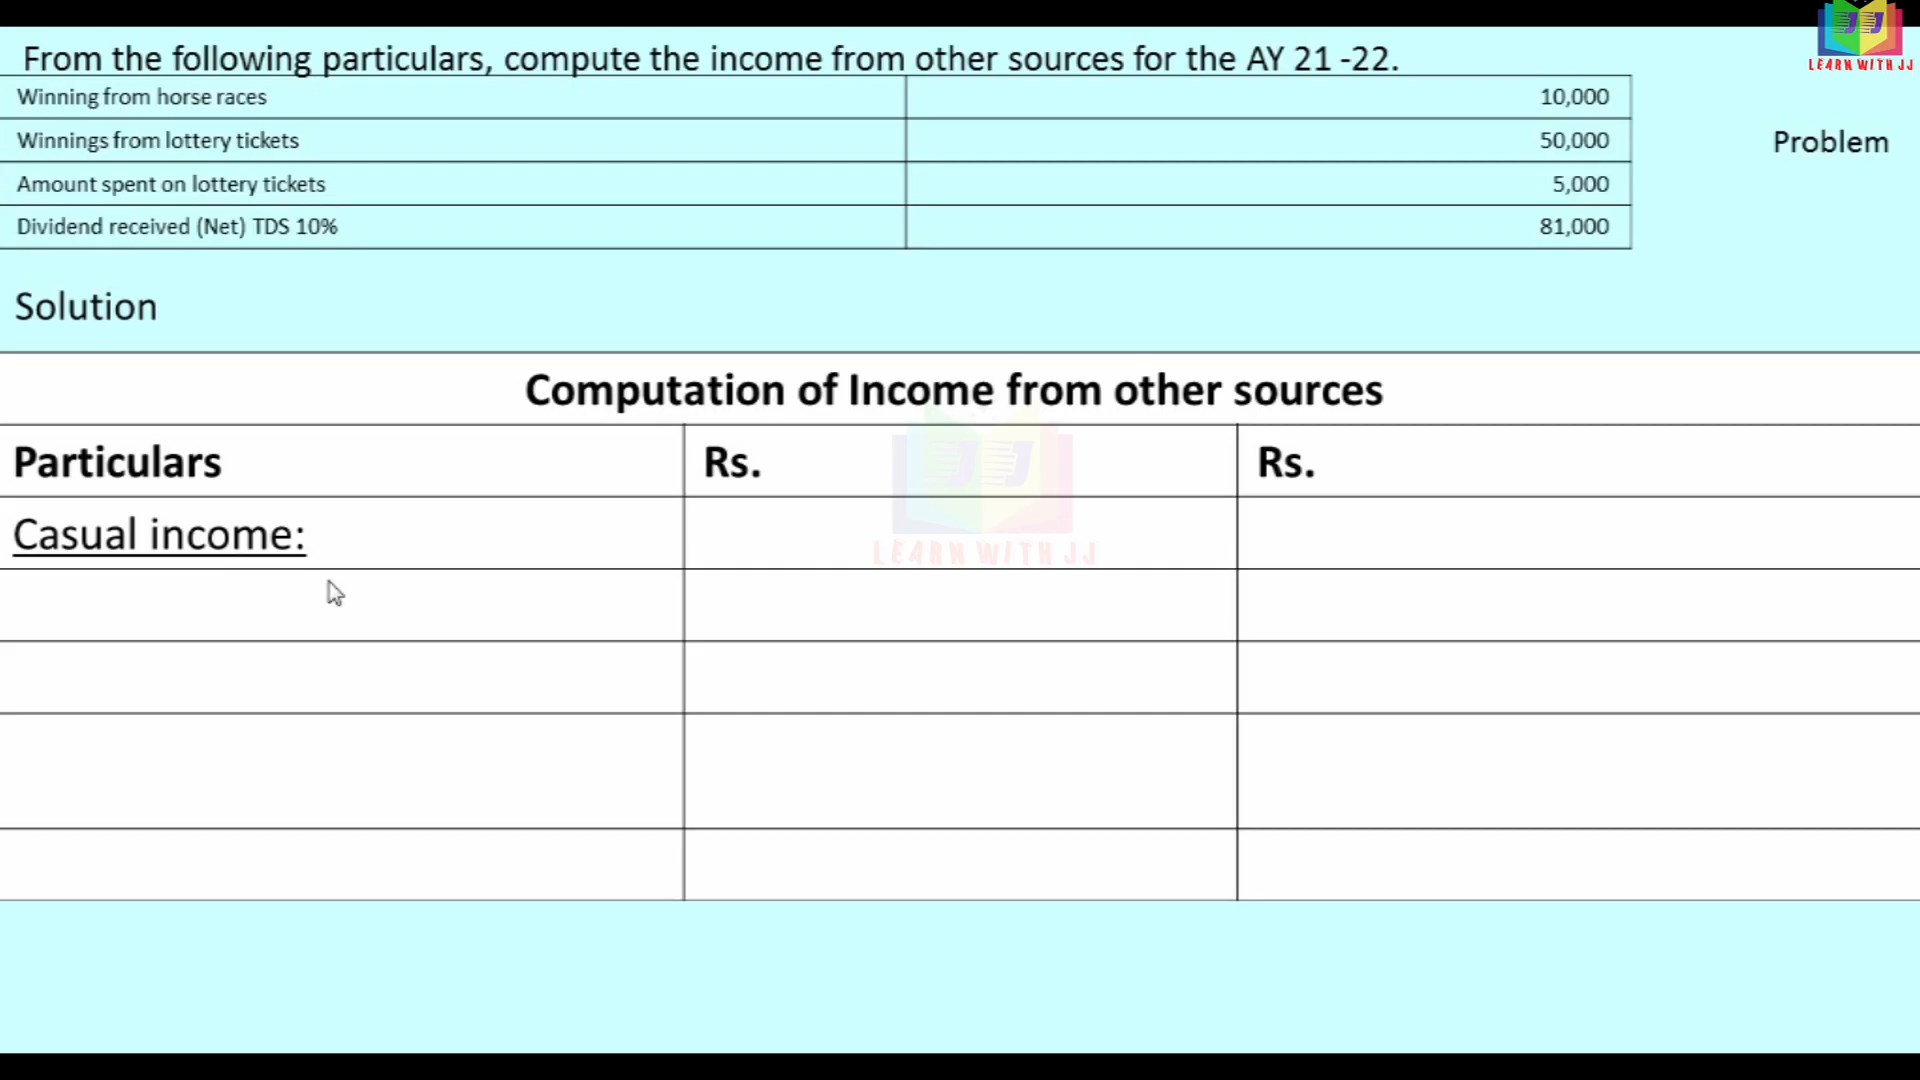 LEARN WITH JJ
From the following particulars, compute the income from other sources for the AY 21 -22.
Winning from horse races 10,000
Winnings from lottery tickets 50,000
Problem
Amount spent on lottery tickets 5,000
Dividend received (Net) TDS 10% 81,000
Solution
Computation of Income from other sources
Particulars Rs. Rs.
Casual income:
LEARN WITH JJ